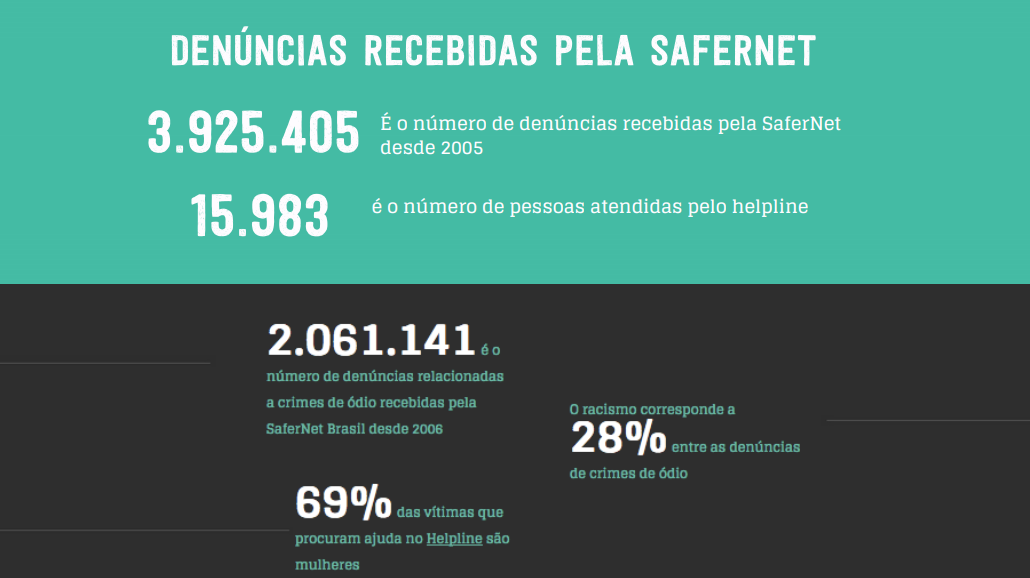 DENÚNCIAS RECEBIDAS PELA SAFERNET
3.925.405
É o número de denúncias recebidas pela SaferNet
desde 2005
15.983
é o número de pessoas atendidas pelo helpline
2.061.141 é o
número de denúncias relacionadas
a crimes de ódio recebidas pela
SaferNet Brasil desde 2006
O racismo corresponde a
28% entre as denúncias
de crimes de ódio
69% das vítimas que
procuram ajuda no Helpline são
mulheres